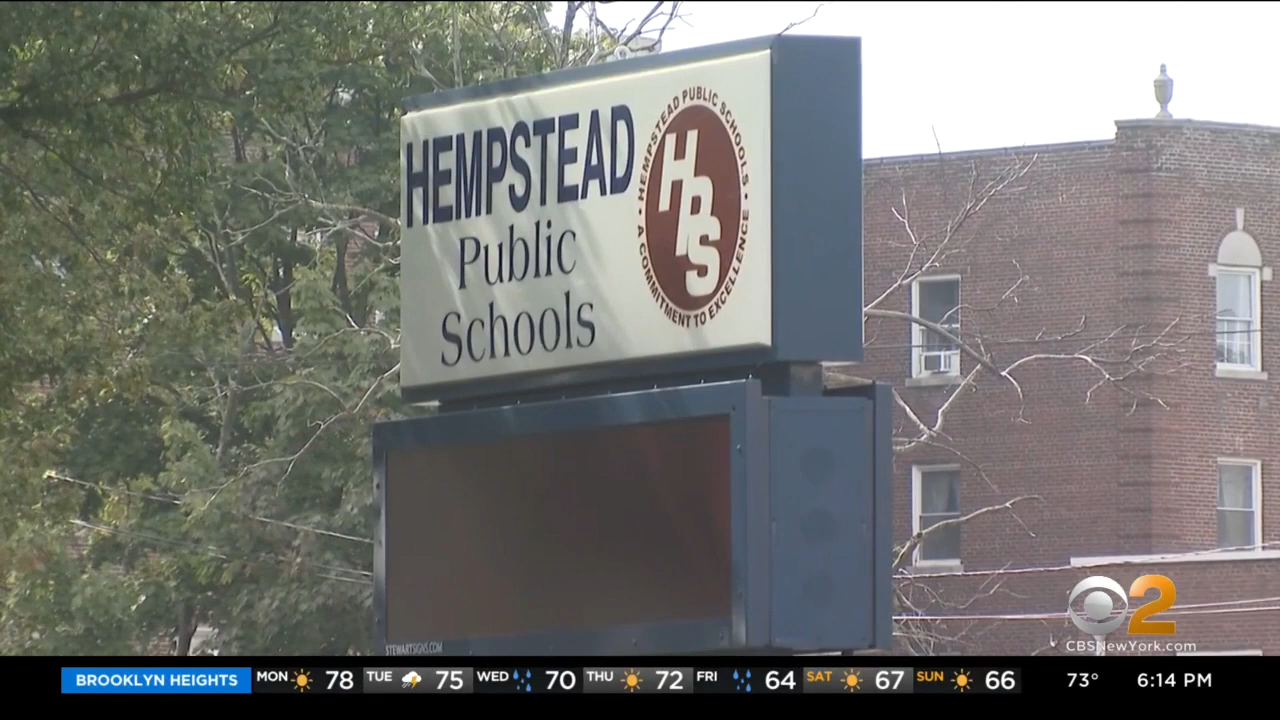 HEMPSTEAD
Public
Schools
HEMPSTEAD PUBLIC SCHOOLS
HPS
A COMMITMENT TO EXCELLENCE
STEWARTSIGNS.COM
2
CBSNewYork.com
BROOKLYN HEIGHTS MON 78 TUE 75 WED 70 THU 72 FRI 64 SAT 67 SUN 66 73° 6:14 PM